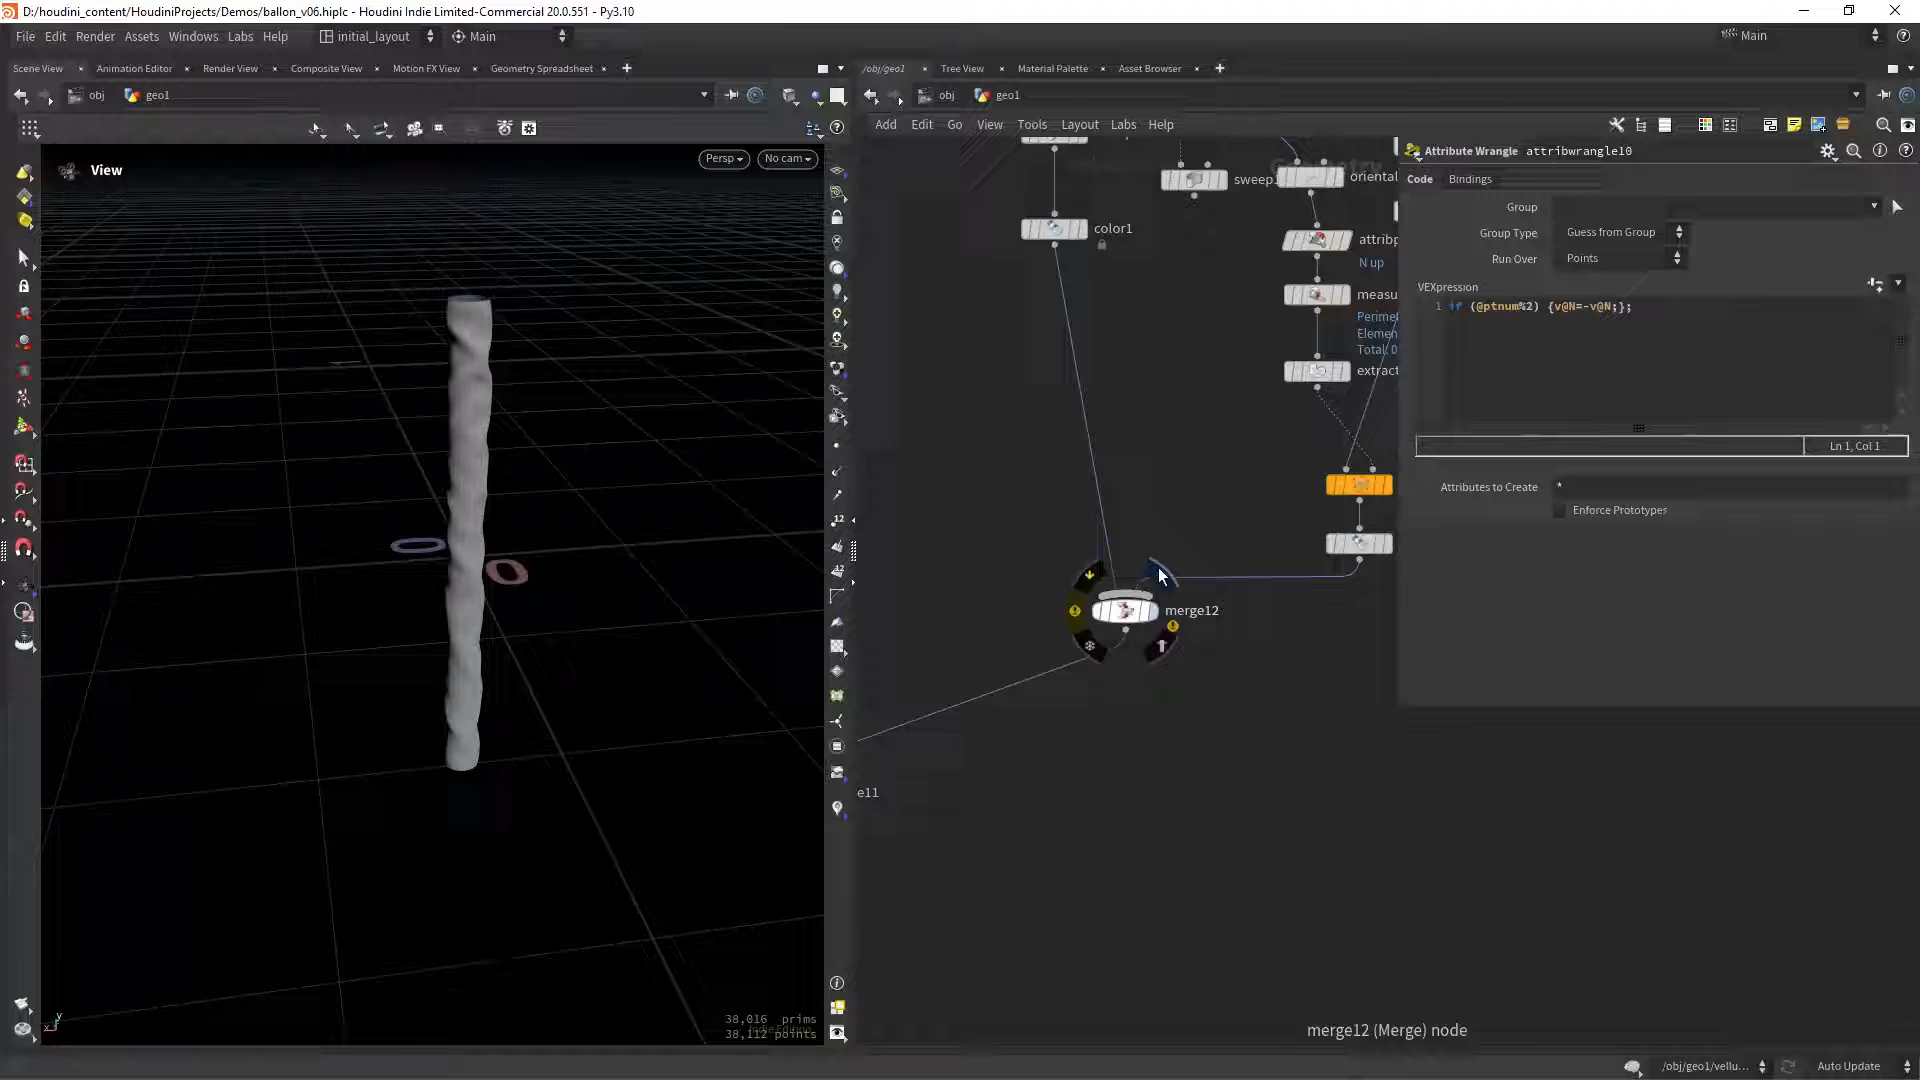 D:/houdini_content/HoudiniProjects/Demos/ballon_v06.hiplc - Houdini Indie Limited-Commercial 20.0.551 - Py3.10
File Edit Render Assets Windows Labs Help initial_layout Main Main
Scene View Animation Editor Render View Composite View Motion FX View Geometry Spreadsheet
/obj/geo1 Tree View Material Palette Asset Browser
obj geo1
obj geo1
Add Edit Go View Tools Layout Labs Help
View
Persp No cam
38,016 prims
38,112 points
color1
sweep
oriental
attribp
N up
measu
Perimet
Elemen
Total: 0
extract
merge12
e11
merge12 (Merge) node
Attribute Wrangle attribwrangle10
Code Bindings
Group
Group Type Guess from Group
Run Over Points
VEXpression
1 if (@ptnum%2) {v@N=-v@N;};
Ln 1, Col 1
Attributes to Create *
Enforce Prototypes
12
12
y
x
/obj/geo1/vellu... Auto Update